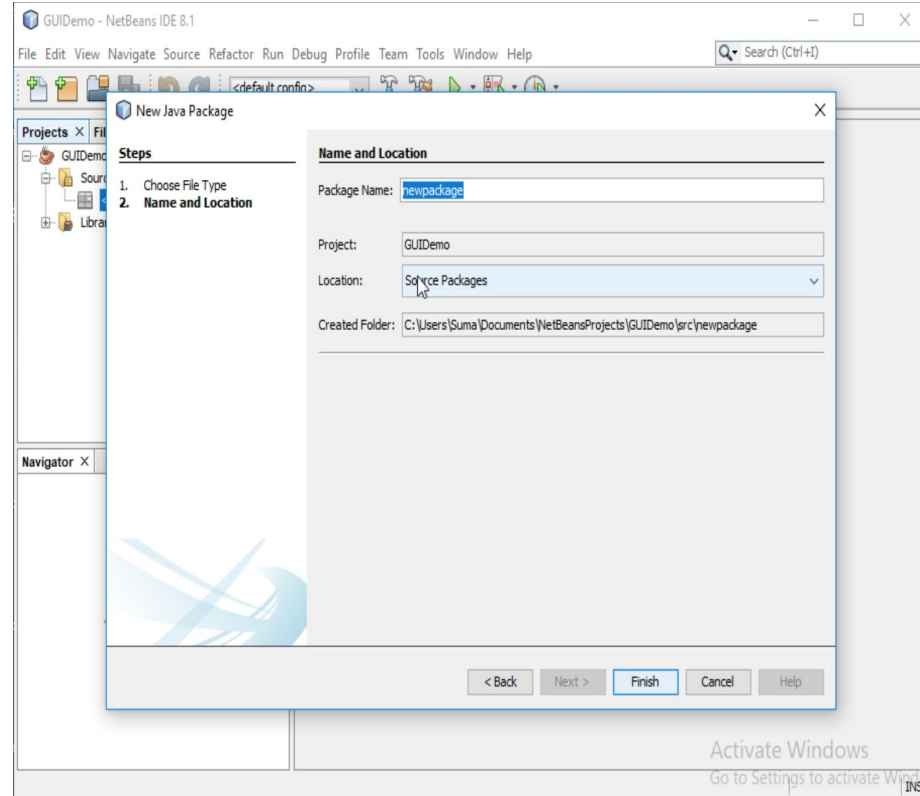 GUIDemo - NetBeans IDE 8.1
File Edit View Navigate Source Refactor Run Debug Profile Team Tools Window Help
Search (Ctrl+I)
<default config>
New Java Package
Projects
Steps
1. Choose File Type
2. Name and Location
Name and Location
Package Name: newpackage
Project: GUIDemo
Location: Source Packages
Created Folder: C:\Users\Suma\Documents\NetBeansProjects\GUIDemo\src\newpackage
GUIDemo
Navigator
< Back Next > Finish Cancel Help
Activate Windows
Go to Settings to activate
INS